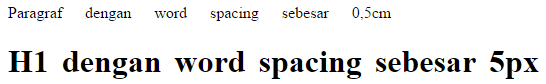 Paragraf dengan word spacing sebesar 0,5cm
H1 dengan word spacing sebesar 5px